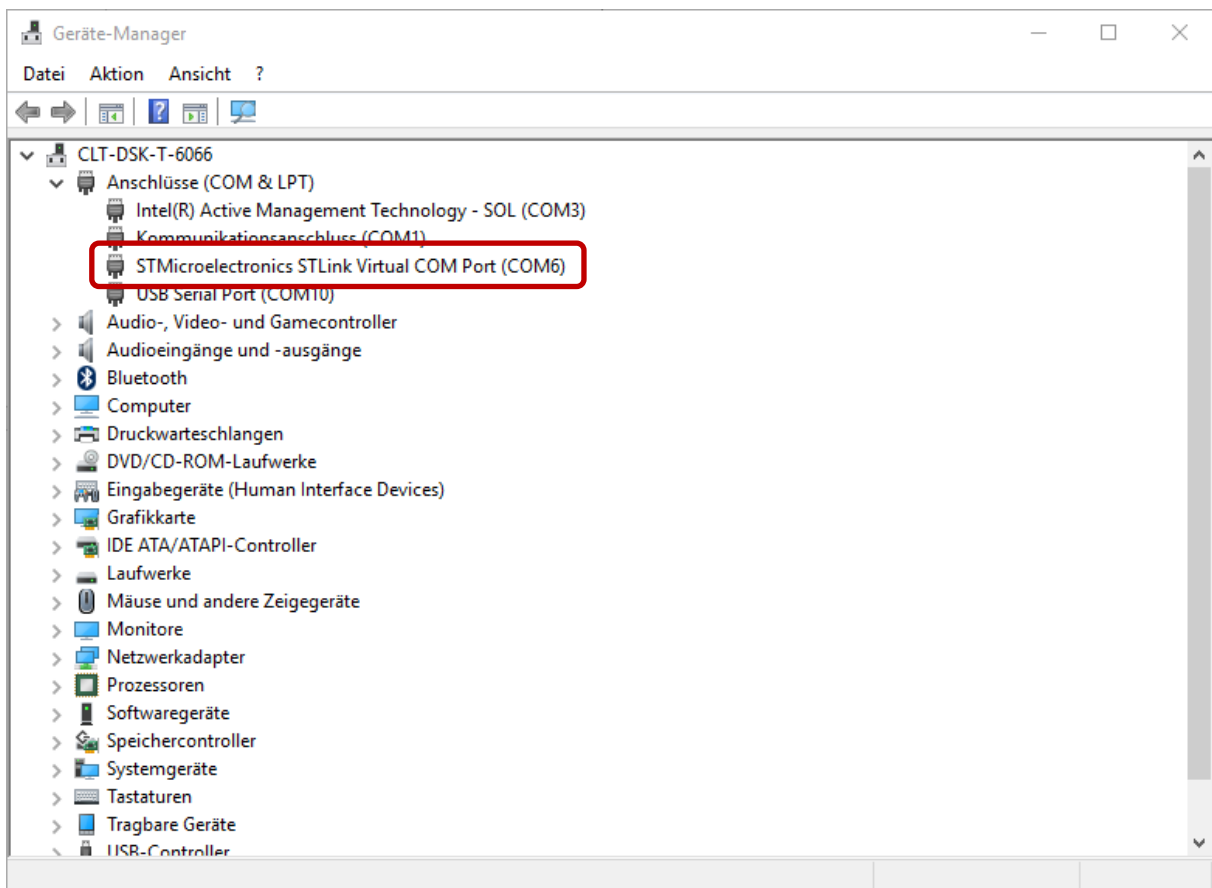 Geräte-Manager
Datei Aktion Ansicht ?
CLT-DSK-T-6066
Anschlüsse (COM & LPT)
Intel(R) Active Management Technology - SOL (COM3)
Kommunikationsanschluss (COM1)
STMicroelectronics STLink Virtual COM Port (COM6)
USB Serial Port (COM10)
Audio-, Video- und Gamecontroller
Audioeingänge und -ausgänge
Bluetooth
Computer
Druckwarteschlangen
DVD/CD-ROM-Laufwerke
Eingabegeräte (Human Interface Devices)
Grafikkarte
IDE ATA/ATAPI-Controller
Laufwerke
Mäuse und andere Zeigegeräte
Monitore
Netzwerkadapter
Prozessoren
Softwaregeräte
Speichercontroller
Systemgeräte
Tastaturen
Tragbare Geräte
USB-Controller